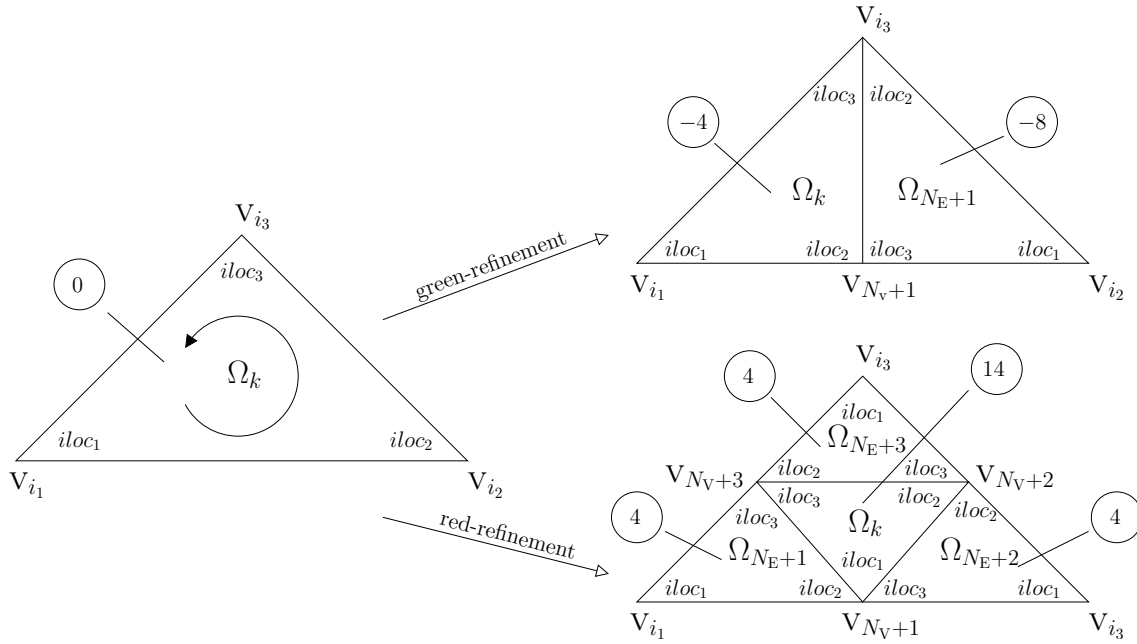 V_{i_3}
0
iloc_3
Ω_k
iloc_1
iloc_2
V_{i_1}
V_{i_2}
green-refinement
red-refinement
V_{i_3}
−4
iloc_3
iloc_2
−8
Ω_k
Ω_{N_E+1}
iloc_1
iloc_2
iloc_3
iloc_1
V_{i_1}
V_{N_v+1}
V_{i_2}
V_{i_3}
4
14
iloc_1
Ω_{N_E+3}
iloc_2
iloc_3
V_{N_V+3}
V_{N_V+2}
iloc_3
iloc_2
4
iloc_3
Ω_k
iloc_2
4
Ω_{N_E+1}
iloc_1
Ω_{N_E+2}
iloc_1
iloc_2
iloc_3
iloc_1
V_{i_1}
V_{N_V+1}
V_{i_3}